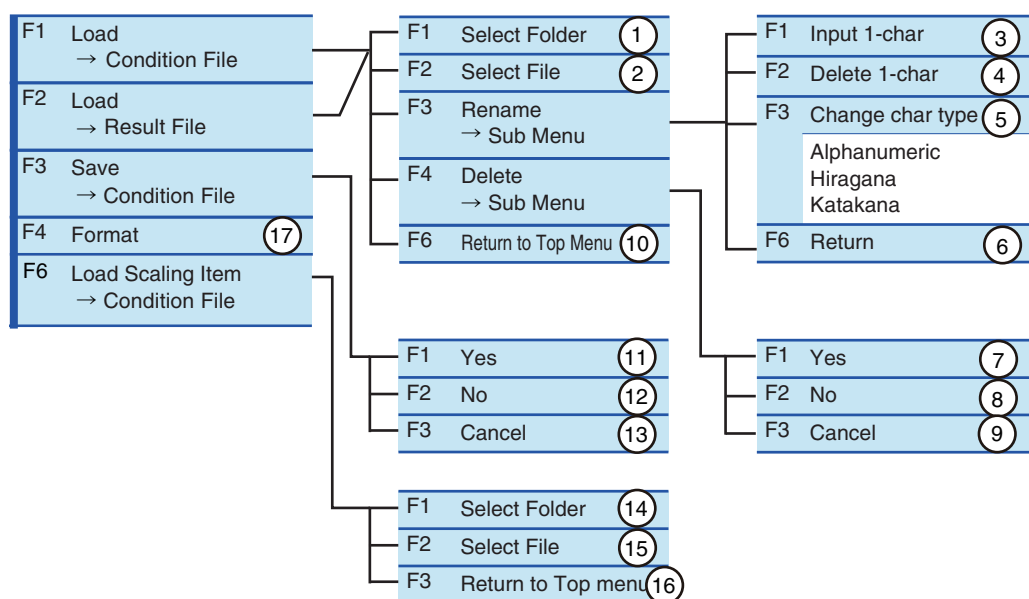 F1 Load
→ Condition File
F2 Load
→ Result File
F3 Save
→ Condition File
F4 Format 17
F6 Load Scaling Item
→ Condition File
F1 Select Folder 1
F2 Select File 2
F3 Rename
→ Sub Menu
F4 Delete
→ Sub Menu
F6 Return to Top Menu 10
F1 Input 1-char 3
F2 Delete 1-char 4
F3 Change char type 5
Alphanumeric
Hiragana
Katakana
F6 Return 6
F1 Yes 11
F2 No 12
F3 Cancel 13
F1 Yes 7
F2 No 8
F3 Cancel 9
F1 Select Folder 14
F2 Select File 15
F3 Return to Top menu 16